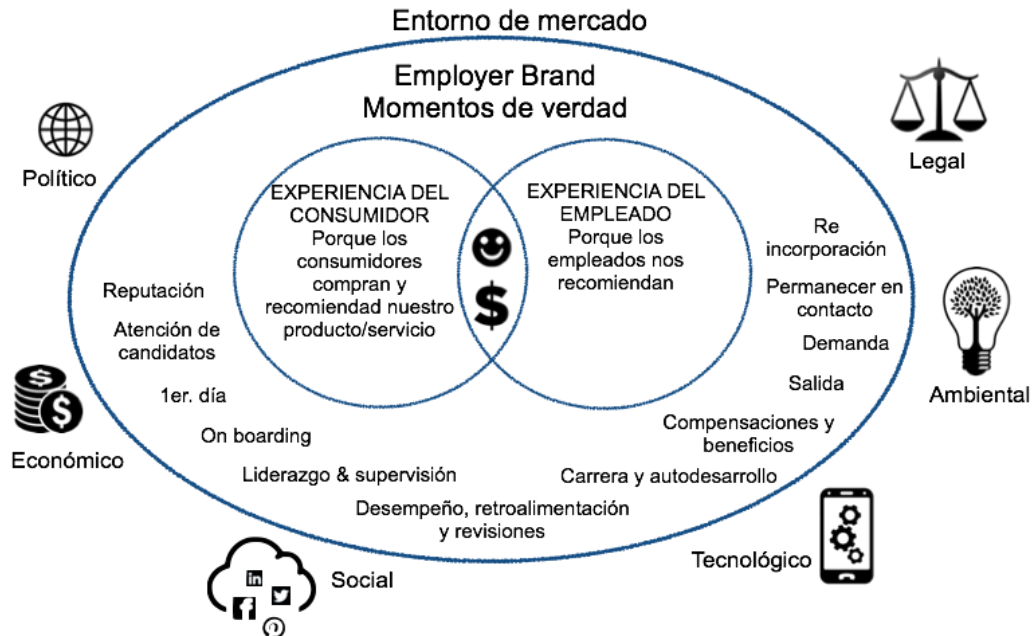 Entorno de mercado
Employer Brand
Momentos de verdad
Político
Legal
EXPERIENCIA DEL
CONSUMIDOR
Porque los
consumidores
compran y
recomiendad nuestro
producto/servicio
$
EXPERIENCIA DEL
EMPLEADO
Porque los
empleados nos
recomiendan
Reputación
Atención de
candidatos
1er. día
On boarding
Liderazgo & supervisión
Desempeño, retroalimentación
y revisiones
Carrera y autodesarrollo
Compensaciones y
beneficios
Salida
Demanda
Permanecer en
contacto
Re
incorporación
Ambiental
$
$
Económico
in
f
Social
Tecnológico